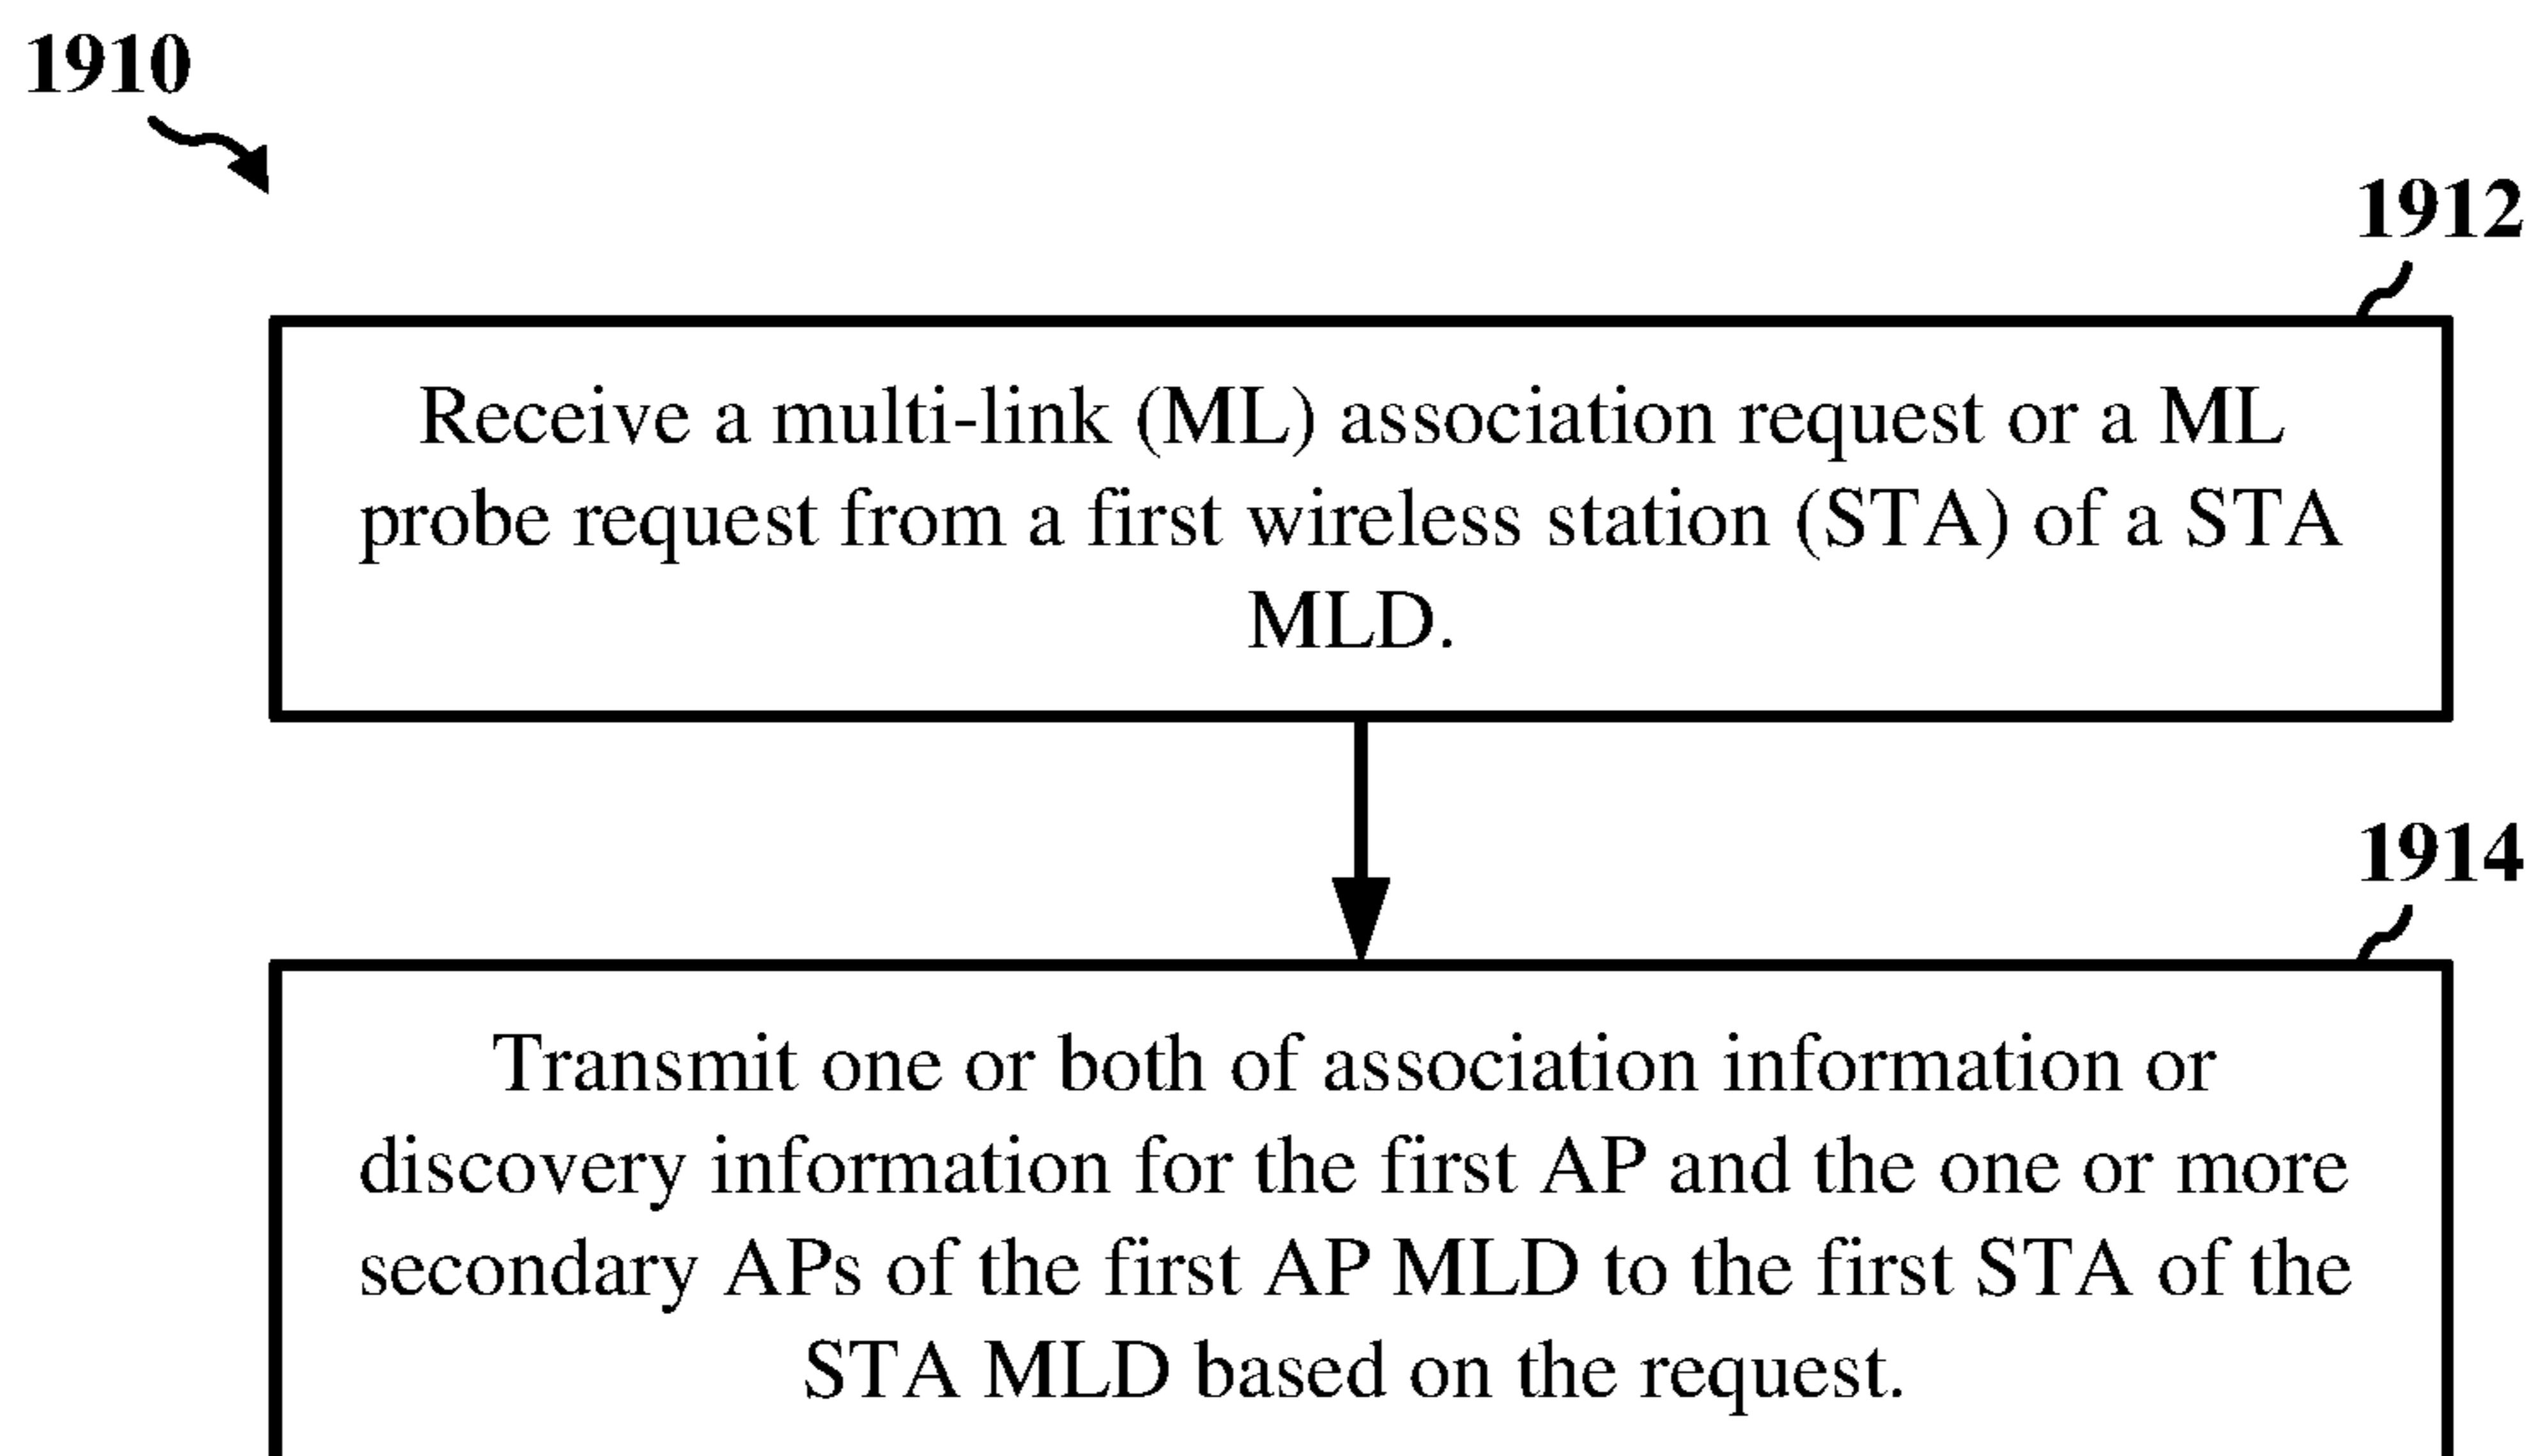 1910
1912
Receive a multi-link (ML) association request or a ML
probe request from a first wireless station (STA) of a STA
MLD.
1914
Transmit one or both of association information or
discovery information for the first AP and the one or more
secondary APs of the first AP MLD to the first STA of the
STA MLD based on the request.